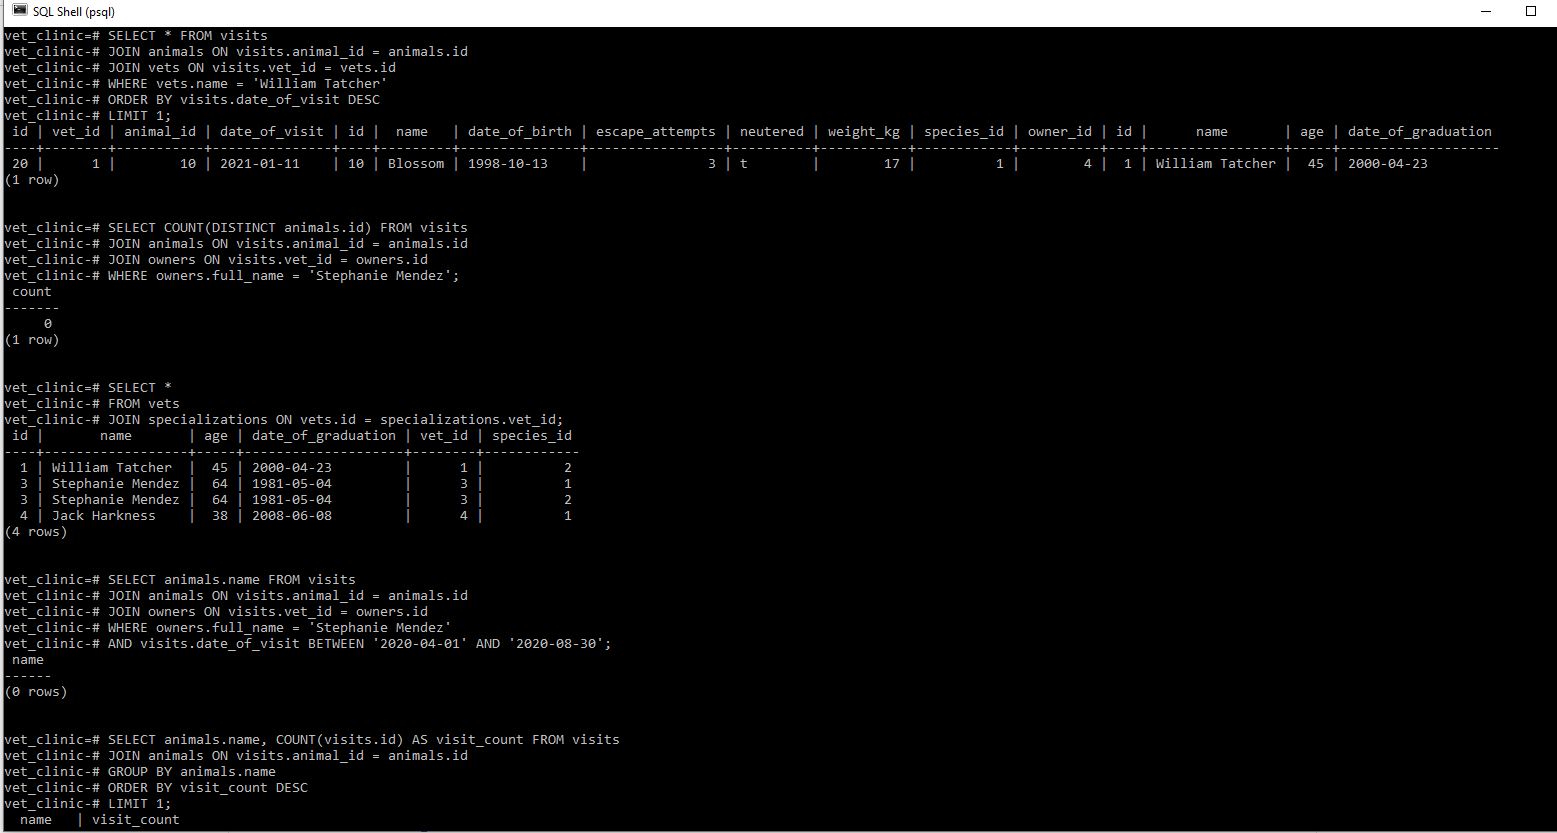 SQL Shell (psql)
vet_clinic=# SELECT * FROM visits
vet_clinic-# JOIN animals ON visits.animal_id = animals.id
vet_clinic-# JOIN vets ON visits.vet_id = vets.id
vet_clinic-# WHERE vets.name = 'William Tatcher'
vet_clinic-# ORDER BY visits.date_of_visit DESC
vet_clinic-# LIMIT 1;
 id | vet_id | animal_id | date_of_visit | id |  name   | date_of_birth | escape_attempts | neutered | weight_kg | species_id | owner_id | id |      name       | age | date_of_graduation
----+--------+-----------+---------------+----+---------+---------------+-----------------+----------+-----------+------------+----------+----+-----------------+-----+--------------------
 20 |      1 |        10 | 2021-01-11    | 10 | Blossom | 1998-10-13    |               3 | t        |        17 |          1 |        4 |  1 | William Tatcher |  45 | 2000-04-23
(1 row)
vet_clinic=# SELECT COUNT(DISTINCT animals.id) FROM visits
vet_clinic-# JOIN animals ON visits.animal_id = animals.id
vet_clinic-# JOIN owners ON visits.vet_id = owners.id
vet_clinic-# WHERE owners.full_name = 'Stephanie Mendez';
 count
-------
     0
(1 row)
vet_clinic=# SELECT *
vet_clinic-# FROM vets
vet_clinic-# JOIN specializations ON vets.id = specializations.vet_id;
 id |       name       | age | date_of_graduation | vet_id | species_id
----+------------------+-----+--------------------+--------+------------
  1 | William Tatcher  |  45 | 2000-04-23         |      1 |          2
  3 | Stephanie Mendez |  64 | 1981-05-04         |      3 |          1
  3 | Stephanie Mendez |  64 | 1981-05-04         |      3 |          2
  4 | Jack Harkness    |  38 | 2008-06-08         |      4 |          1
(4 rows)
vet_clinic=# SELECT animals.name FROM visits
vet_clinic-# JOIN animals ON visits.animal_id = animals.id
vet_clinic-# JOIN owners ON visits.vet_id = owners.id
vet_clinic-# WHERE owners.full_name = 'Stephanie Mendez'
vet_clinic-# AND visits.date_of_visit BETWEEN '2020-04-01' AND '2020-08-30';
 name
------
(0 rows)
vet_clinic=# SELECT animals.name, COUNT(visits.id) AS visit_count FROM visits
vet_clinic-# JOIN animals ON visits.animal_id = animals.id
vet_clinic-# GROUP BY animals.name
vet_clinic-# ORDER BY visit_count DESC
vet_clinic-# LIMIT 1;
  name   | visit_count